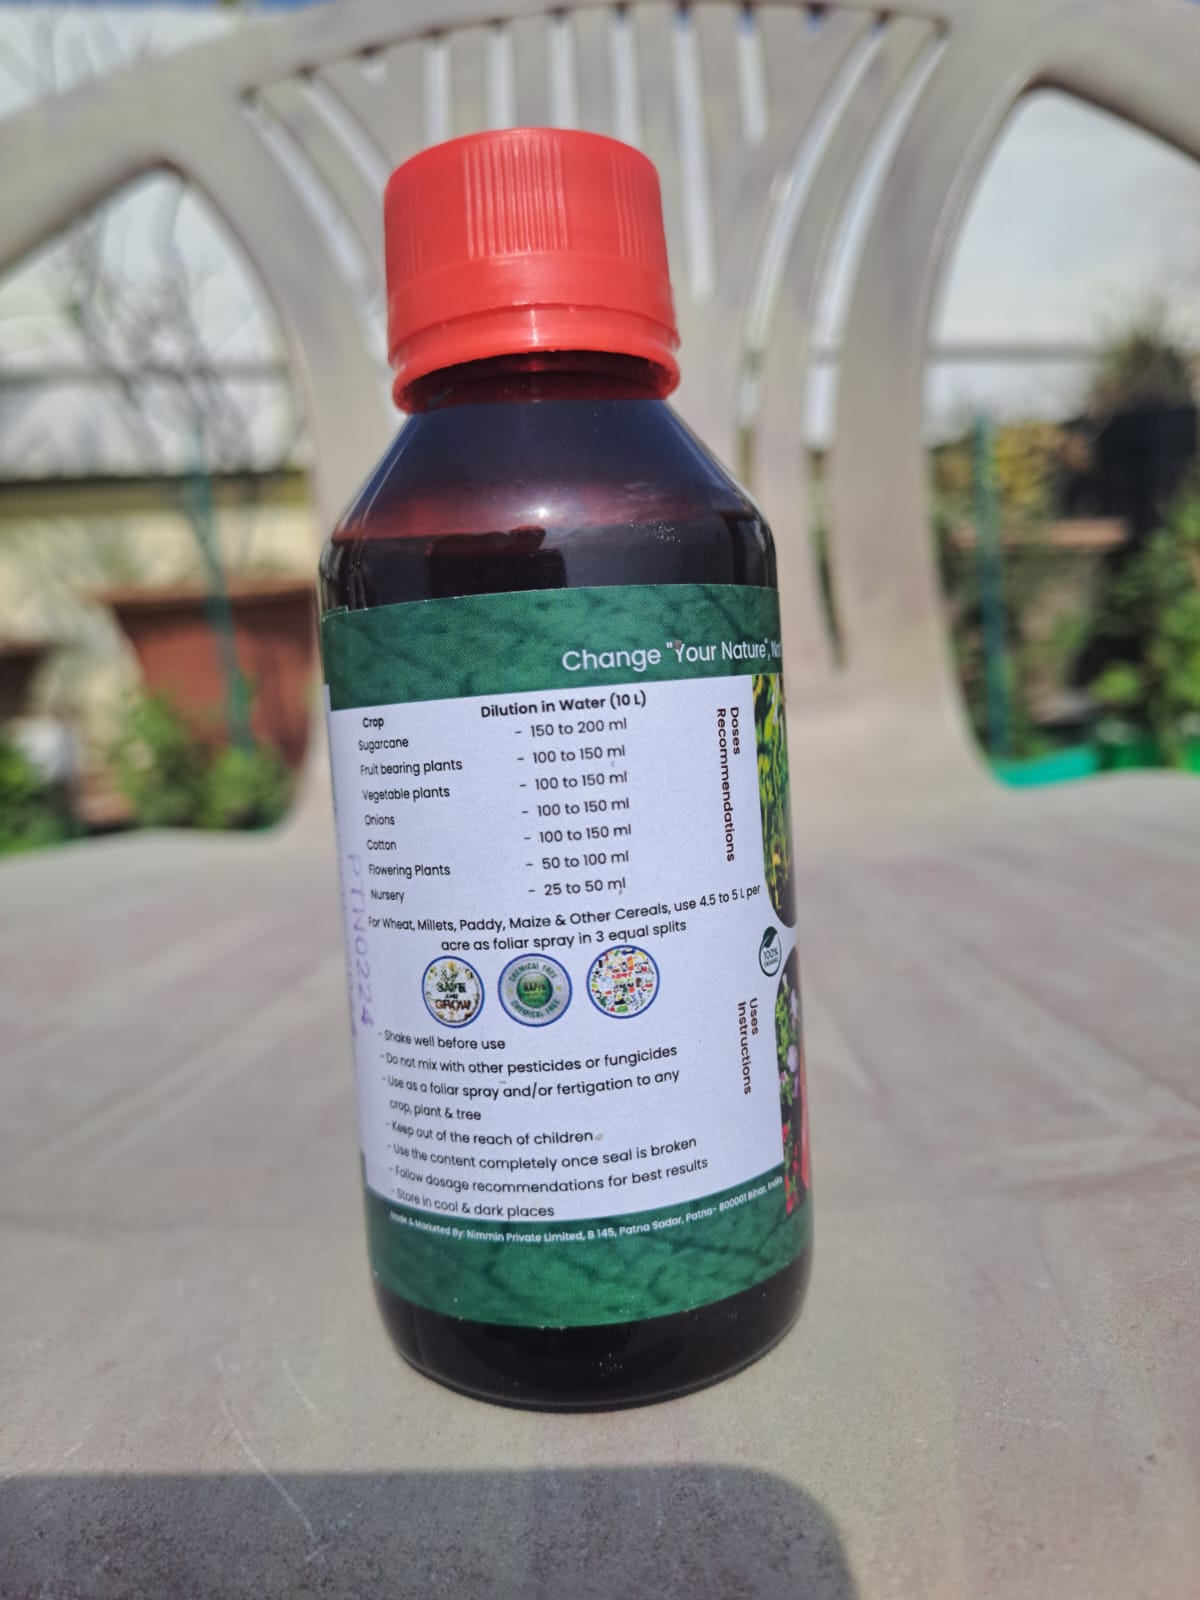 Change "Your Nature",
Crop Dilution in Water (10 L)
Sugarcane - 150 to 200 ml
Fruit bearing plants - 100 to 150 ml
Vegetable plants - 100 to 150 ml
Onions - 100 to 150 ml
Cotton - 100 to 150 ml
Flowering Plants - 50 to 100 ml
Nursery - 25 to 50 ml
Doses
Recommendations
For Wheat, Millets, Paddy, Maize & Other Cereals, use 4.5 to 5 L per
acre as foliar spray in 3 equal splits
SAFE
GROW
CHEMICAL FREE
100%
CHEMICAL FREE
100%
ORGANIC
PTN0224
- Shake well before use
- Do not mix with other pesticides or fungicides
- Use as a foliar spray and/or fertigation to any
crop, plant & tree
- Keep out of the reach of children
- Use the content completely once seal is broken
- Follow dosage recommendations for best results
- Store in cool & dark places
Uses
Instructions
Made & Marketed By: Nimmin Private Limited, B 145, Patna Sadar, Patna- 800001 Bihar, India